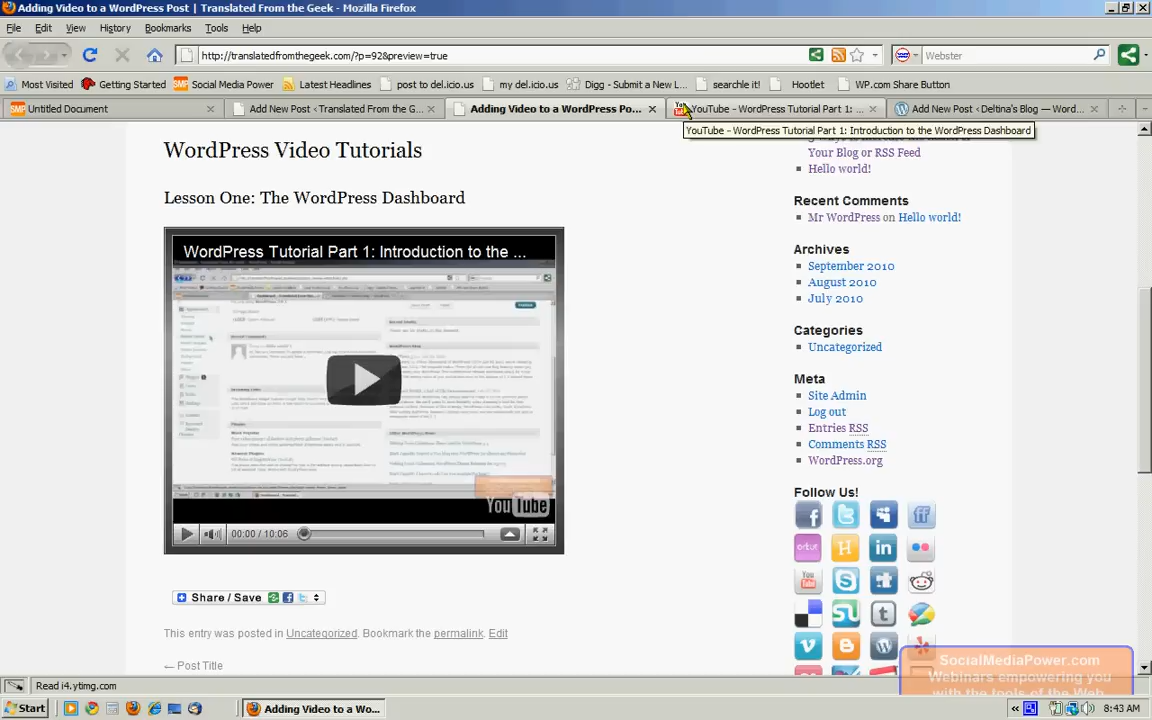 Adding Video to a WordPress Post | Translated From the Geek - Mozilla Firefox
File Edit View History Bookmarks Tools Help
http://translatedfromthegeek.com/?p=92&preview=true
Webster
Most Visited Getting Started Social Media Power Latest Headlines post to del.icio.us my del.icio.us Digg - Submit a New L... searchle it! Hootlet WP.com Share Button
Untitled Document Add New Post ‹ Translated From the G... Adding Video to a WordPress Po... YouTube - WordPress Tutorial Part 1: ... Add New Post ‹ Deltina's Blog — Word...
YouTube - WordPress Tutorial Part 1: Introduction to the WordPress Dashboard
WordPress Video Tutorials
Lesson One: The WordPress Dashboard
WordPress Tutorial Part 1: Introduction to the ...
YouTube
00:00 / 10:06
Share / Save
This entry was posted in Uncategorized. Bookmark the permalink. Edit
← Post Title
Your Blog or RSS Feed
Hello world!
Recent Comments
Mr WordPress on Hello world!
Archives
September 2010
August 2010
July 2010
Categories
Uncategorized
Meta
Site Admin
Log out
Entries RSS
Comments RSS
WordPress.org
Follow Us!
SocialMediaPower.com
Webinars empowering you
with the tools of the Web
Read i4.ytimg.com
Start Adding Video to a Wo... 8:43 AM